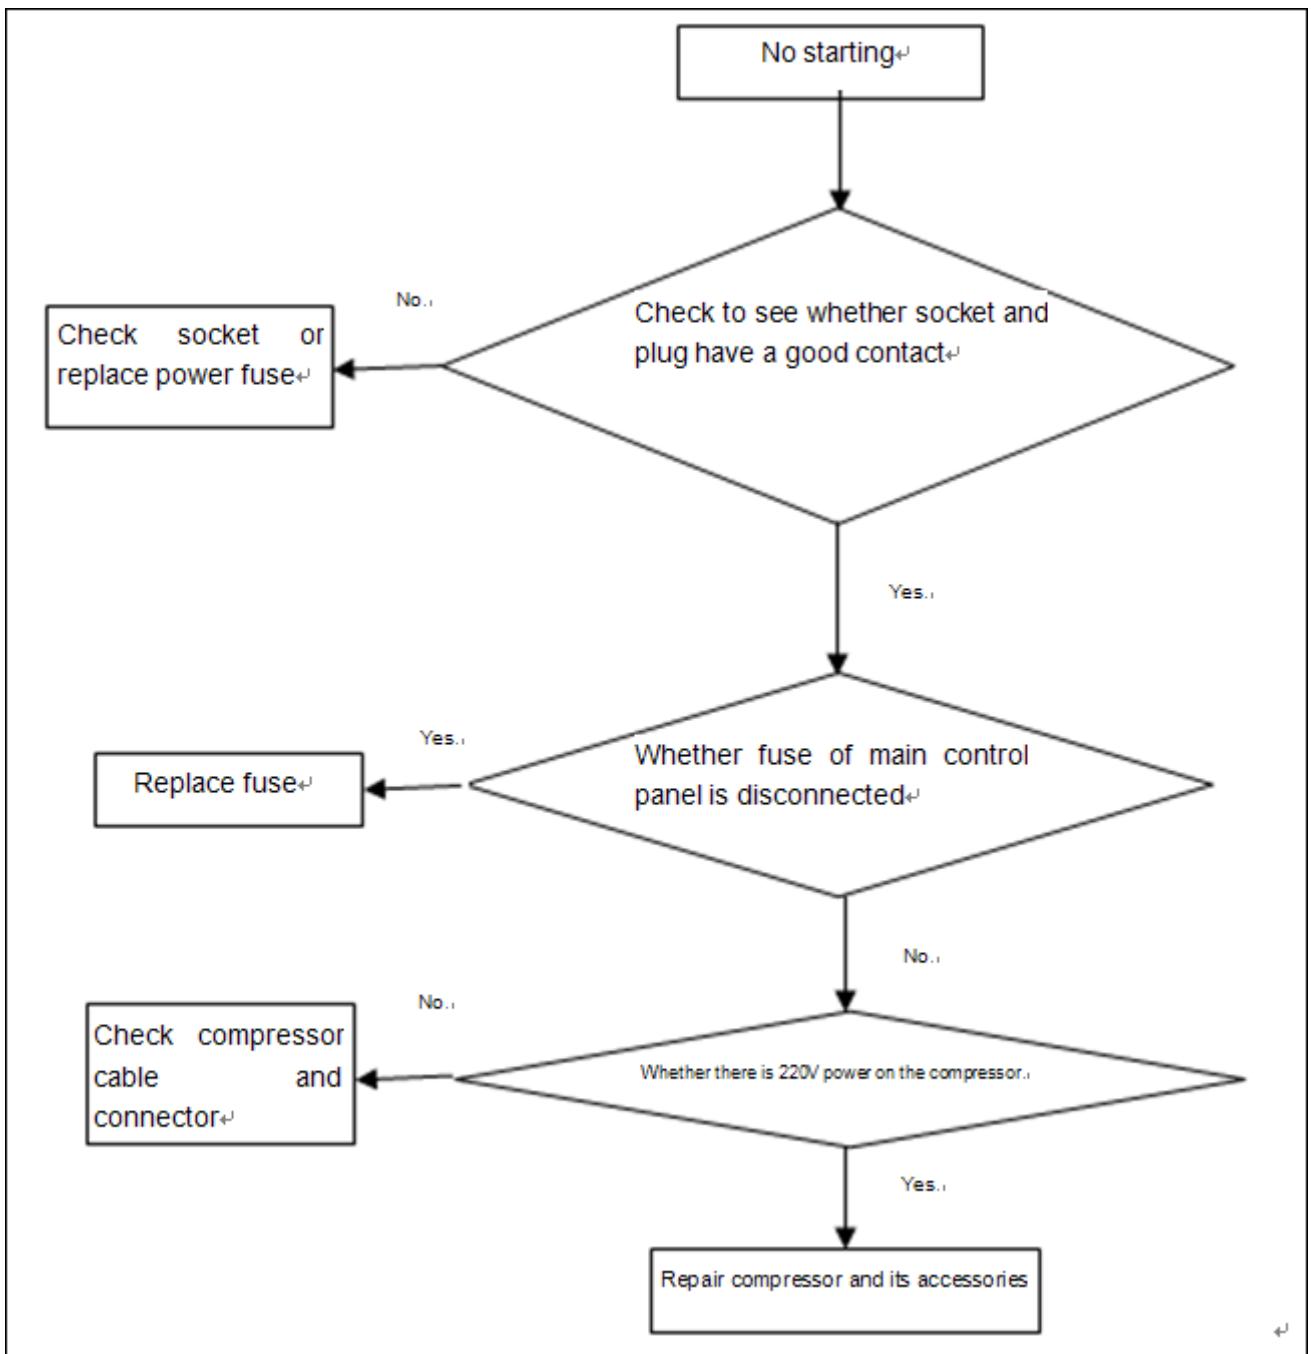 No starting
No.
Check to see whether socket and
plug have a good contact
Check socket or
replace power fuse
Yes.
Yes.
Whether fuse of main control
panel is disconnected
Replace fuse
No.
No.
Check compressor
cable and
connector
Whether there is 220V power on the compressor.
Yes.
Repair compressor and its accessories